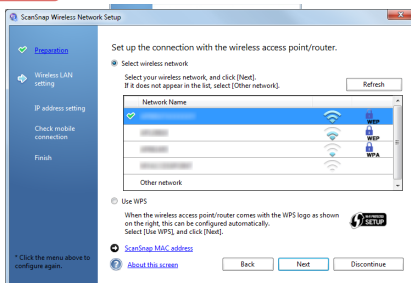 ScanSnap Wireless Network Setup
Preparation
Wireless LAN
setting
IP address setting
Check mobile
connection
Finish
* Click the menu above to
configure again.
Set up the connection with the wireless access point/router.
Select wireless network
Select your wireless network, and click [Next].
If it does not appear in the list, select [Other network].
Refresh
Network Name
WEP
WEP
WPA
Other network
Use WPS
When the wireless access point/router comes with the WPS logo as shown
on the right, this can be configured automatically.
Select [Use WPS], and click [Next].
SETUP
ScanSnap MAC address
About this screen
Back
Next
Discontinue